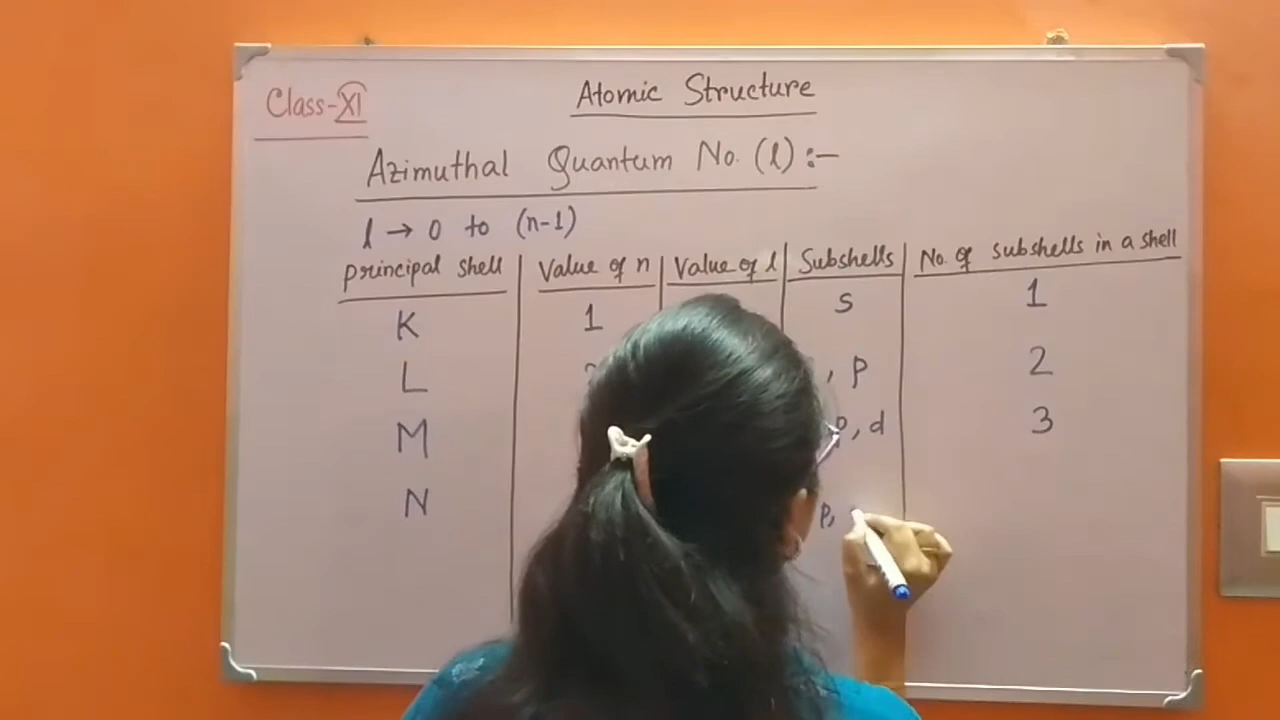 Class-XI
Atomic Structure
Azimuthal Quantum No. (l) :-
l → 0 to (n-1)
principal shell Value of n Value of l Subshells No. of subshells in a shell
K 1 s 1
L , p 2
M p, d 3
N p,